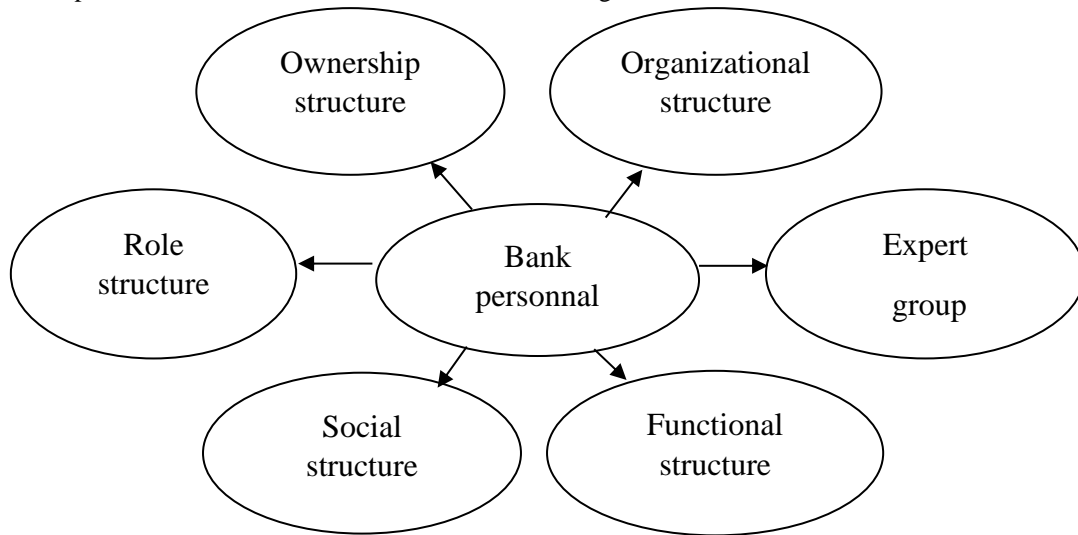 Ownership
structure
Organizational
structure
Role
structure
Bank
personnal
Expert
group
Social
structure
Functional
structure